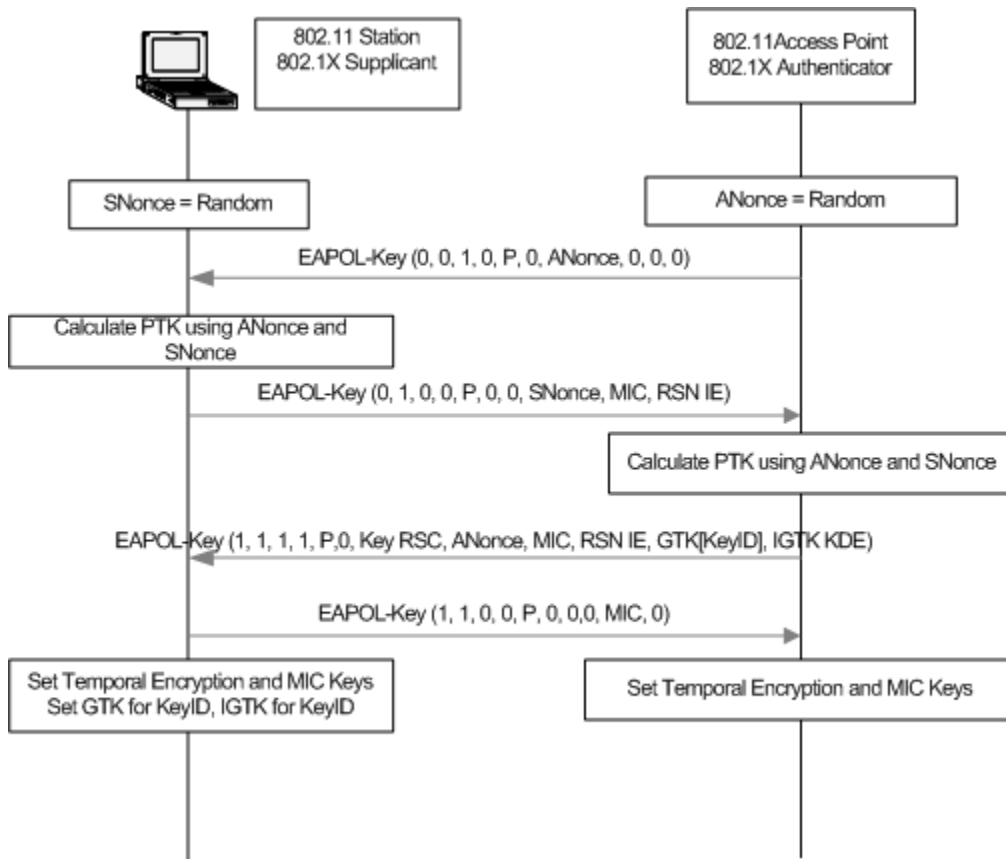 802.11 Station
802.1X Supplicant
802.11Access Point
802.1X Authenticator
SNonce = Random
ANonce = Random
EAPOL-Key (0, 0, 1, 0, P, 0, ANonce, 0, 0, 0)
Calculate PTK using ANonce and
SNonce
EAPOL-Key (0, 1, 0, 0, P, 0, 0, SNonce, MIC, RSN IE)
Calculate PTK using ANonce and SNonce
EAPOL-Key (1, 1, 1, 1, P,0, Key RSC, ANonce, MIC, RSN IE, GTK[KeyID], IGTK KDE)
EAPOL-Key (1, 1, 0, 0, P, 0, 0,0, MIC, 0)
Set Temporal Encryption and MIC Keys
Set GTK for KeyID, IGTK for KeyID
Set Temporal Encryption and MIC Keys